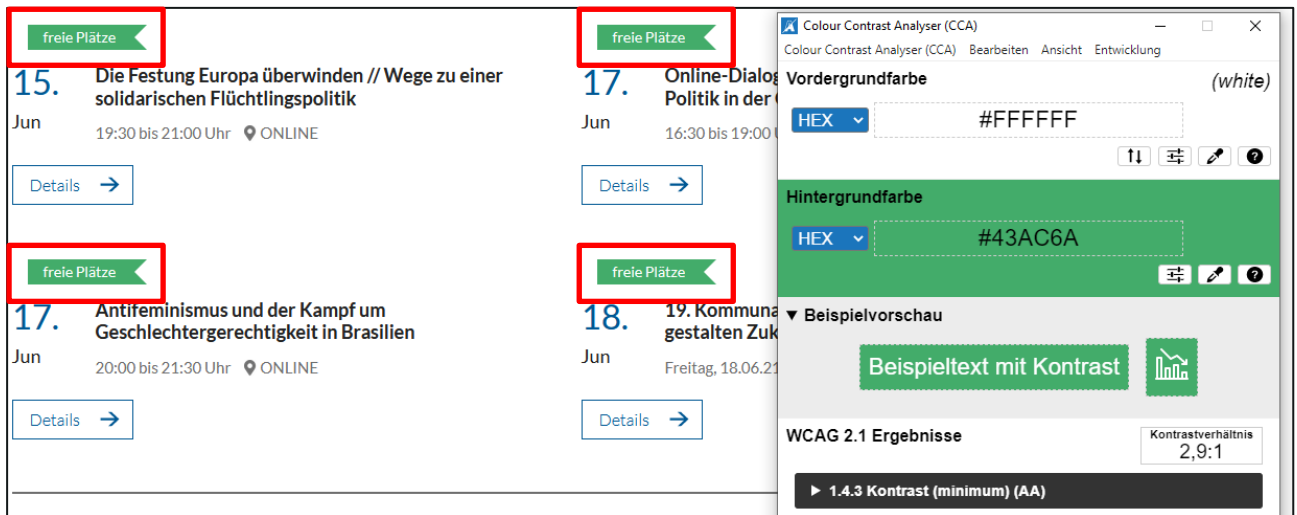 freie Plätze
15.
Jun
Die Festung Europa überwinden // Wege zu einer
solidarischen Flüchtlingspolitik
19:30 bis 21:00 Uhr ONLINE
Details
freie Plätze
17.
Jun
Online-Dialog
Politik in der
16:30 bis 19:00
Details
freie Plätze
17.
Jun
Antifeminismus und der Kampf um
Geschlechtergerechtigkeit in Brasilien
20:00 bis 21:30 Uhr ONLINE
Details
freie Plätze
18.
Jun
19. Kommuna
gestalten Zuk
Freitag, 18.06.21
Details
Colour Contrast Analyser (CCA)
Colour Contrast Analyser (CCA) Bearbeiten Ansicht Entwicklung
Vordergrundfarbe (white)
HEX #FFFFFF
Hintergrundfarbe
HEX #43AC6A
Beispielvorschau
Beispieltext mit Kontrast
WCAG 2.1 Ergebnisse
Kontrastverhältnis
2,9:1
1.4.3 Kontrast (minimum) (AA)